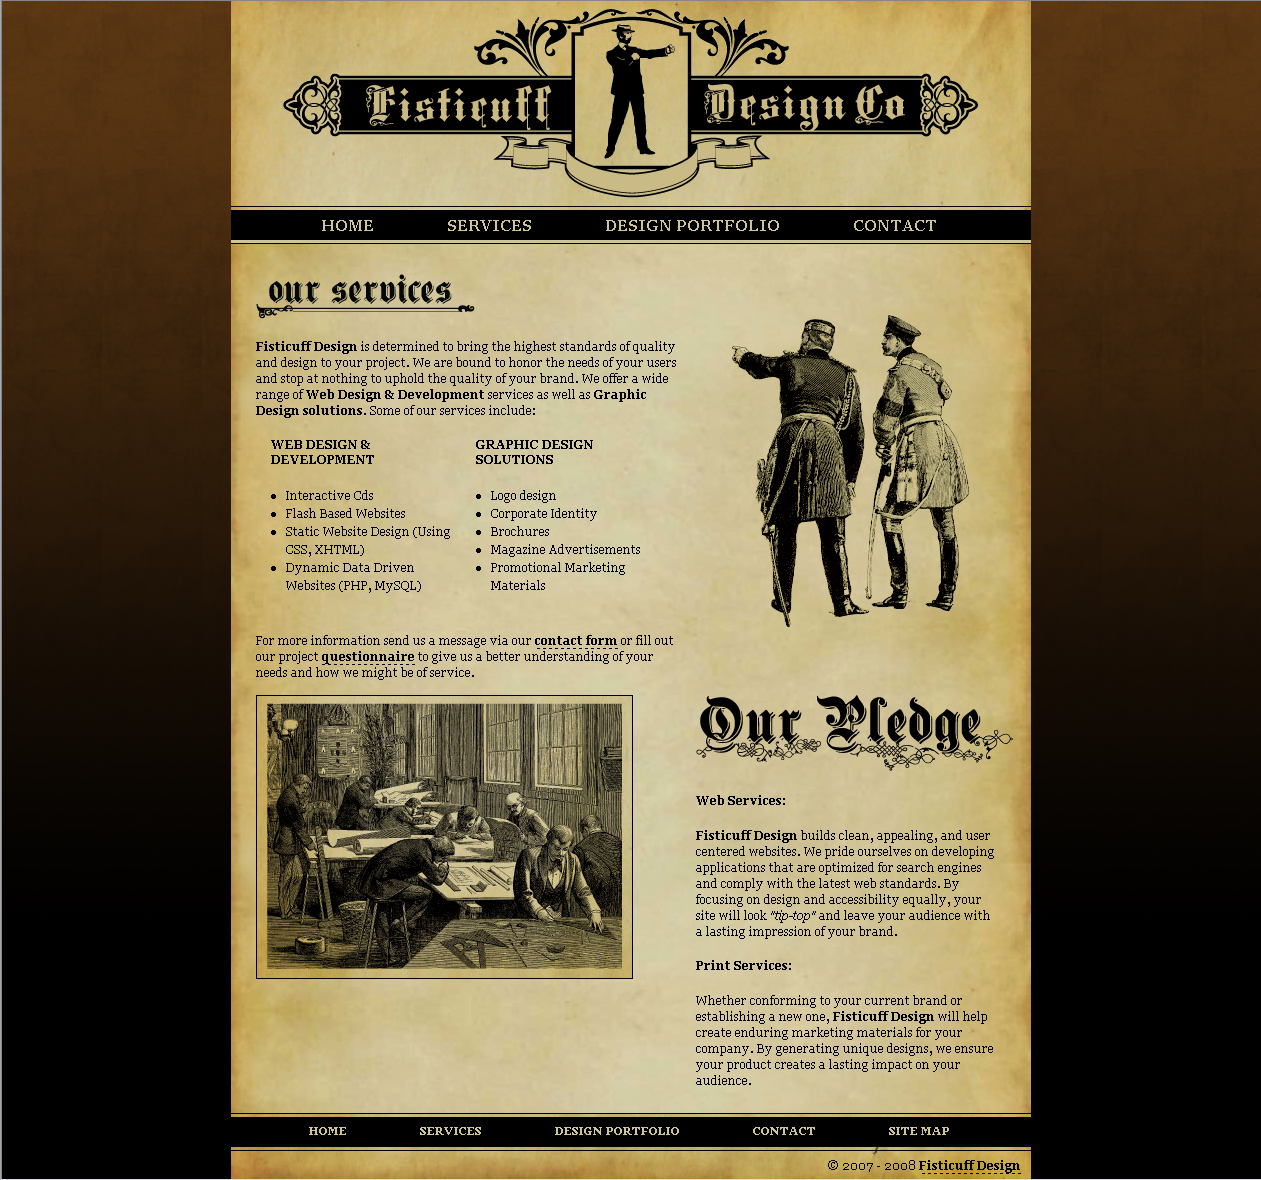 Fisticuff Design Co
HOME SERVICES DESIGN PORTFOLIO CONTACT
our services
Fisticuff Design is determined to bring the highest standards of quality
and design to your project. We are bound to honor the needs of your users
and stop at nothing to uphold the quality of your brand. We offer a wide
range of Web Design & Development services as well as Graphic
Design solutions. Some of our services include:
WEB DESIGN &
DEVELOPMENT
• Interactive Cds
• Flash Based Websites
• Static Website Design (Using
CSS, XHTML)
• Dynamic Data Driven
Websites (PHP, MySQL)
GRAPHIC DESIGN
SOLUTIONS
• Logo design
• Corporate Identity
• Brochures
• Magazine Advertisements
• Promotional Marketing
Materials
For more information send us a message via our contact form or fill out
our project questionnaire to give us a better understanding of your
needs and how we might be of service.
Our Pledge
Web Services:
Fisticuff Design builds clean, appealing, and user
centered websites. We pride ourselves on developing
applications that are optimized for search engines
and comply with the latest web standards. By
focusing on design and accessibility equally, your
site will look "tip-top" and leave your audience with
a lasting impression of your brand.
Print Services:
Whether conforming to your current brand or
establishing a new one, Fisticuff Design will help
create enduring marketing materials for your
company. By generating unique designs, we ensure
your product creates a lasting impact on your
audience.
HOME SERVICES DESIGN PORTFOLIO CONTACT SITE MAP
© 2007 - 2008 Fisticuff Design